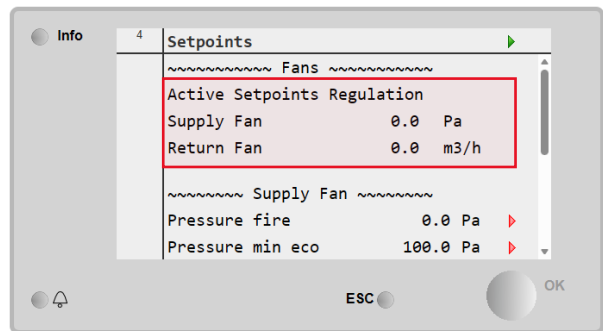 Info
4 Setpoints
~~~~~~~~~~~ Fans ~~~~~~~~~~~
Active Setpoints Regulation
Supply Fan 0.0 Pa
Return Fan 0.0 m3/h
~~~~~~~~ Supply Fan ~~~~~~~~
Pressure fire 0.0 Pa
Pressure min eco 100.0 Pa
ESC
OK